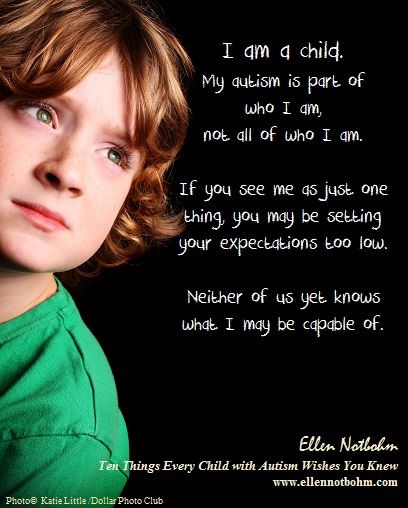 I am a child.
My autism is part of
who I am,
not all of who I am.
If you see me as just one
thing, you may be setting
your expectations too low.
Neither of us yet knows
what I may be capable of.
Ellen Notbohm
Ten Things Every Child with Autism Wishes You Knew
www.ellennotbohm.com
Photo© Katie Little /Dollar Photo Club